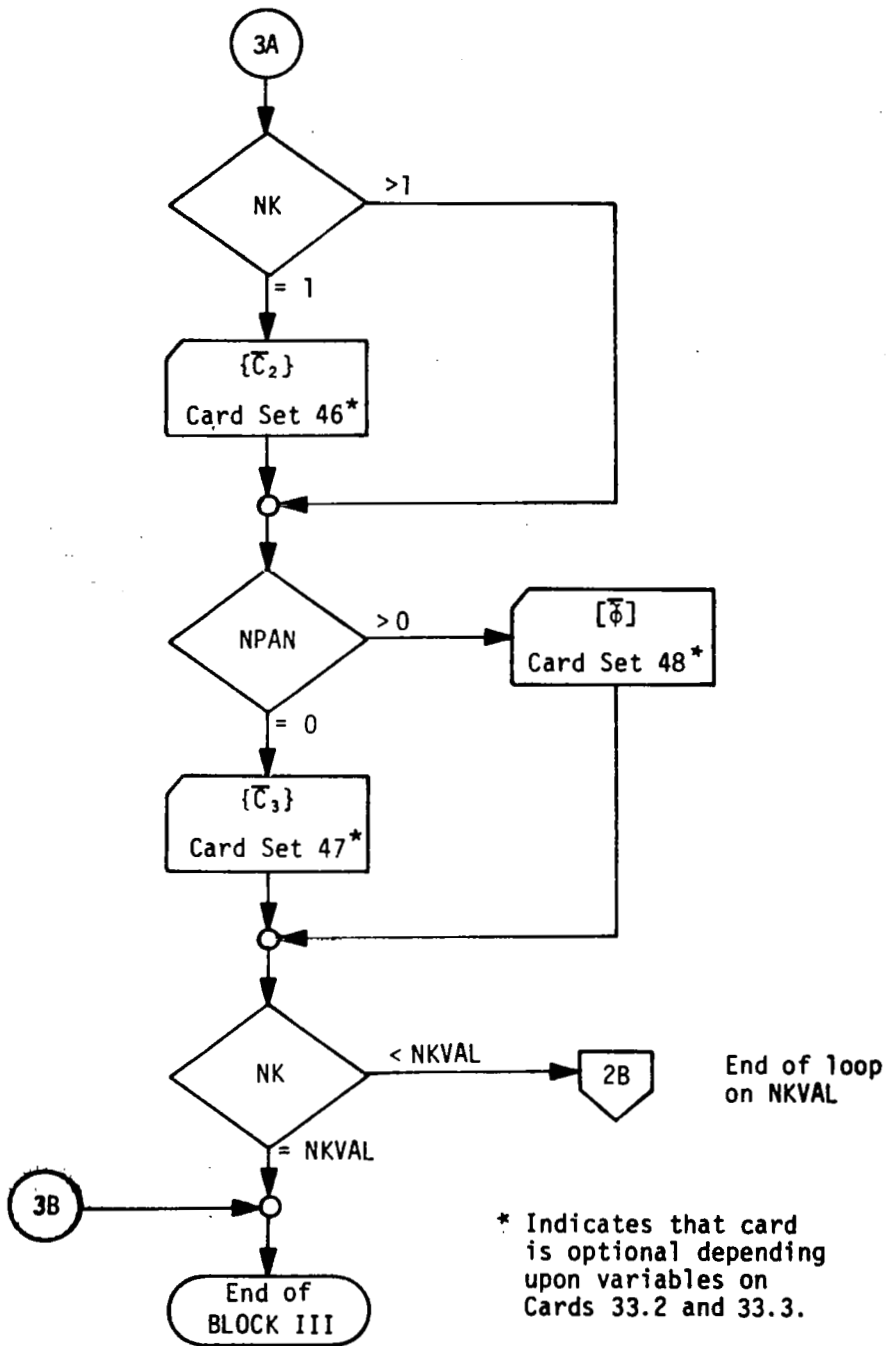 3A
NK
>1
= 1
{C̅₂}
Card Set 46*
NPAN
>0
[ϕ̅]
Card Set 48*
= 0
{C̅₃}
Card Set 47*
NK
< NKVAL
2B
End of loop
on NKVAL
= NKVAL
3B
End of
BLOCK III
* Indicates that card
is optional depending
upon variables on
Cards 33.2 and 33.3.